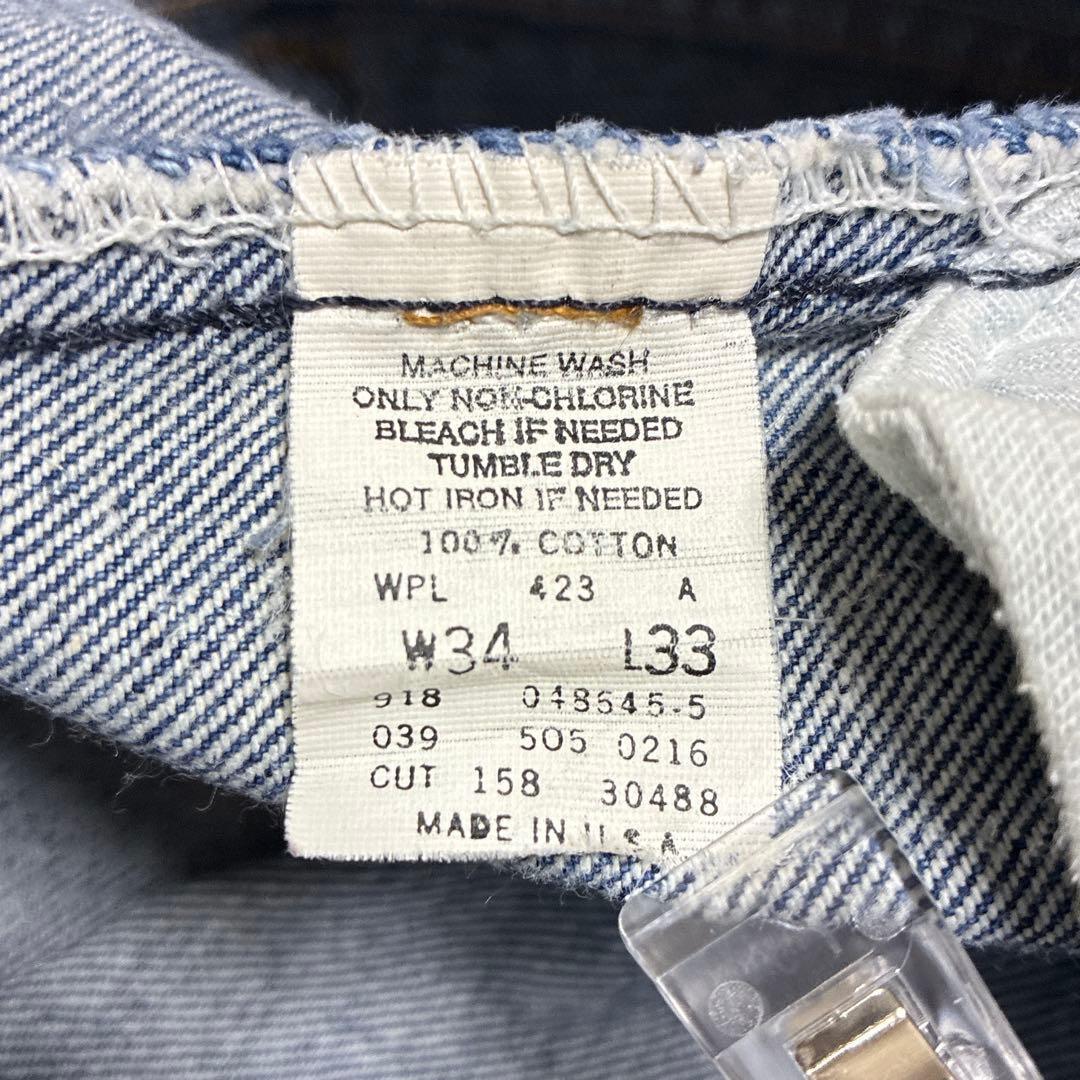 MACHINE WASH
ONLY NON-CHLORINE
BLEACH IF NEEDED
TUMBLE DRY
HOT IRON IF NEEDED
100% COTTON
WPL 423 A
W34 L33
918 048545-5
039 505 0216
CUT 158 30488
MADE IN U.S.A